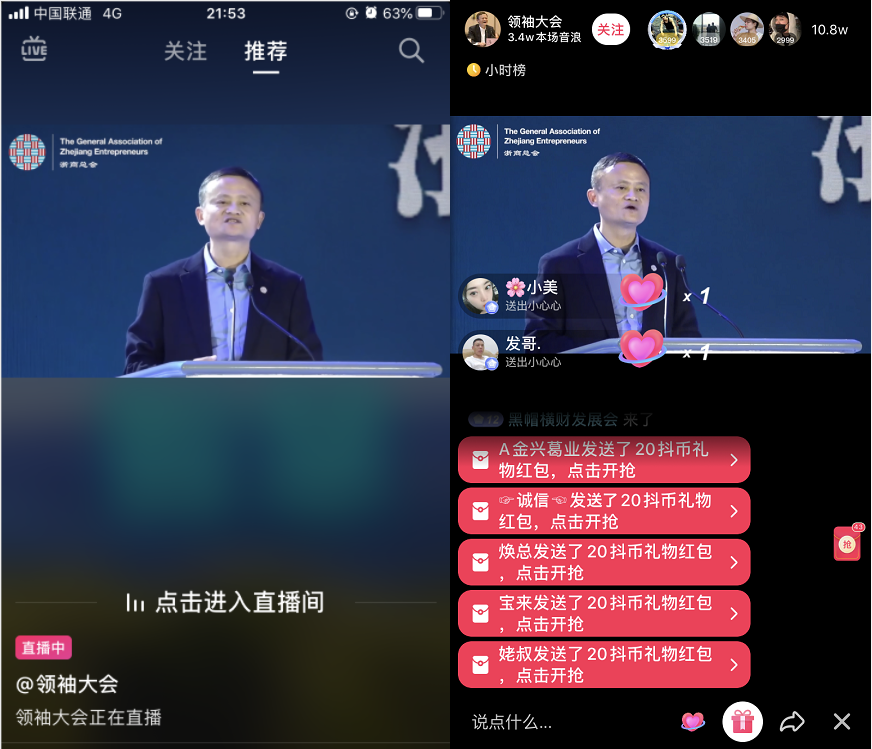 中国联通 4G
21:53
63%
LIVE
关注
推荐
The General Association of
Zhejiang Entrepreneurs
浙商总会
点击进入直播间
直播中
@领袖大会
领袖大会正在直播
领袖大会
3.4w本场音浪
关注
3699
3519
3405
2999
10.8w
小时榜
The General Association of
Zhejiang Entrepreneurs
浙商总会
🌸小美
送出小心心
x 1
发哥.
送出小心心
x 1
12 黑帽横财发展会 来了
A金兴葛业发送了20抖币礼
物红包，点击开抢
👉诚信👈发送了20抖币礼物
红包，点击开抢
焕总发送了20抖币礼物红包
，点击开抢
宝来发送了20抖币礼物红包
，点击开抢
姥叔发送了20抖币礼物红包
，点击开抢
43
抢
说点什么...